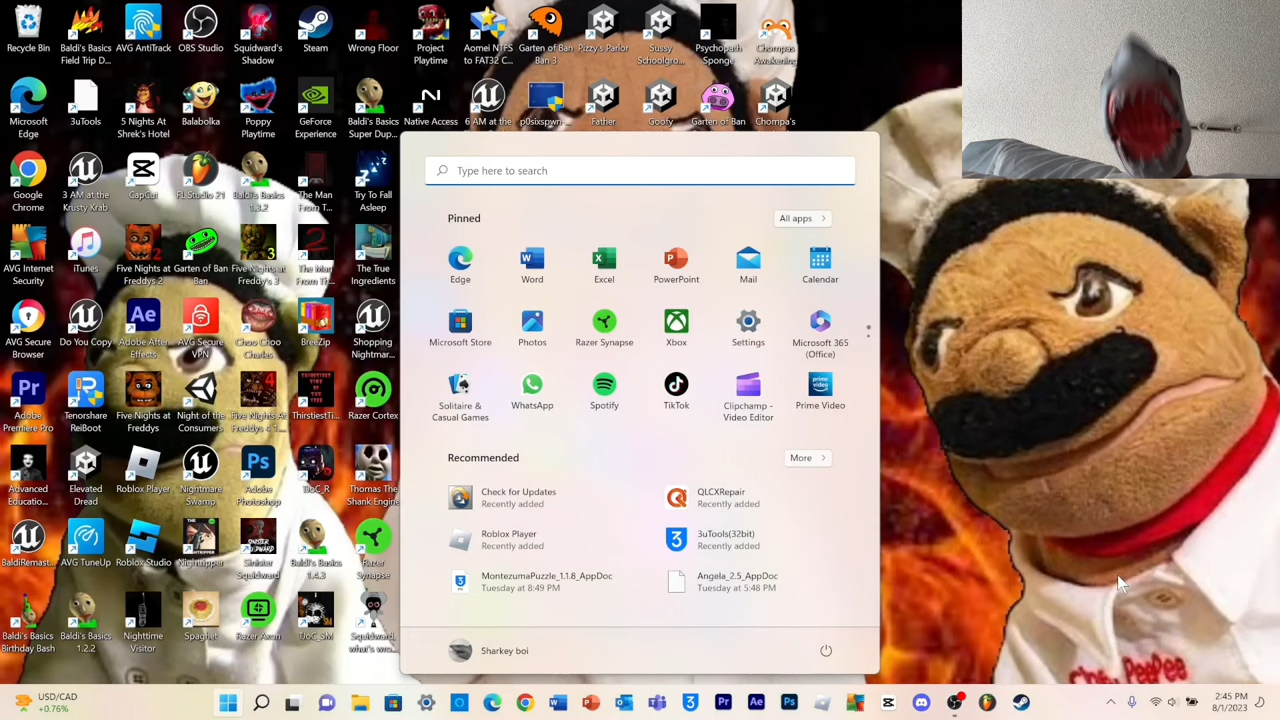 Recycle Bin
Baldi's Basics
Field Trip D...
AVG AntiTrack
OBS Studio
Squidward's
Shadow
Steam
Wrong Floor
Project
Playtime
Aomei NTFS
to FAT32 C...
Garten of Ban
Ban 3
Puzzy's Parlor
Sussy
Schoolgro...
Psychopath
Sponge
Chompas
Awakening
Microsoft
Edge
3uTools
5 Nights At
Shrek's Hotel
Balabolka
Poppy
Playtime
GeForce
Experience
Baldi's Basics
Super Dup...
Native Access
6 AM at the
p0sixspwn-...
Father
Goofy
Garten of Ban
Chompa's
Google
Chrome
3 AM at the
Krusty Krab
CapCut
FL Studio 21
Baldi's Basics
1.3.2
The Man
From T...
Try To Fall
Asleep
AVG Internet
Security
iTunes
Five Nights at
Freddys 2
Garten of Ban
Ban
Five Nights at
Freddy's 3
The Man
From Th...
The True
Ingredients
AVG Secure
Browser
Do You Copy
Adobe After
Effects
AVG Secure
VPN
Choo Choo
Charles
BreeZip
Shopping
Nightmar...
Adobe
Premiere Pro
Tenorshare
ReiBoot
Five Nights at
Freddys
Night of the
Consumers
Five Nights At
Freddys 4 1...
ThirstiestTi...
Razer Cortex
Advanced
Educatio...
Elevated
Dread
Roblox Player
Nightmare
Swamp
Adobe
Photoshop
TJoC_R
Thomas The
Shank Engine
BaldiRemast...
AVG TuneUp
Roblox Studio
Nightripper
Sinister
Squidward
Baldi's Basics
1.4.3
Razer
Synapse
Baldi's Basics
Birthday Bash
Baldi's Basics
1.2.2
Nighttime
Visitor
Spaghet
Razer Axon
TJoC_SM
Squidward,
what's wro...
Type here to search
Pinned
All apps
Edge
Word
Excel
PowerPoint
Mail
Calendar
Microsoft Store
Photos
Razer Synapse
Xbox
Settings
Microsoft 365
(Office)
Solitaire &
Casual Games
WhatsApp
Spotify
TikTok
Clipchamp -
Video Editor
Prime Video
Recommended
More
Check for Updates
Recently added
QLCXRepair
Recently added
Roblox Player
Recently added
3uTools(32bit)
Recently added
MontezumaPuzzle_1.1.8_AppDoc
Tuesday at 8:49 PM
Angela_2.5_AppDoc
Tuesday at 5:48 PM
Sharkey boi
USD/CAD
+0.76%
2:45 PM
8/1/2023